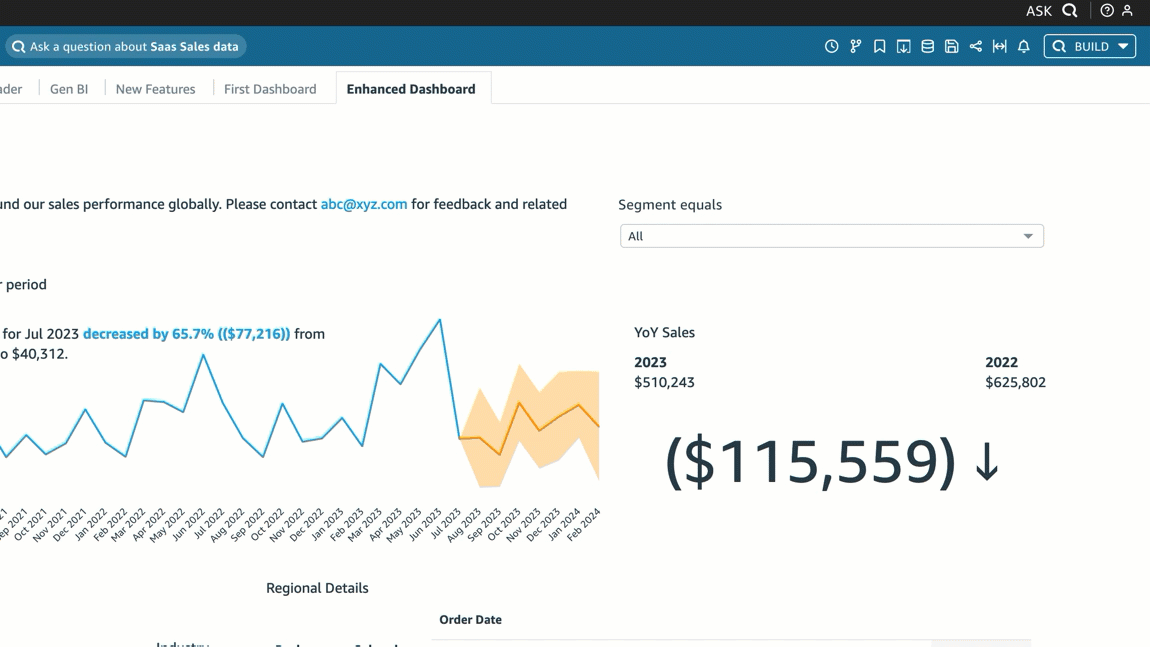 ASK
Ask a question about Saas Sales data
BUILD
ader
Gen BI
New Features
First Dashboard
Enhanced Dashboard
und our sales performance globally. Please contact abc@xyz.com for feedback and related
Segment equals
All
r period
for Jul 2023 decreased by 65.7% (($77,216)) from
o $40,312.
YoY Sales
2023
2022
$510,243
$625,802
($115,559)
Sep 2021
Oct 2021
Nov 2021
Dec 2021
Jan 2022
Feb 2022
Mar 2022
Apr 2022
May 2022
Jun 2022
Jul 2022
Aug 2022
Sep 2022
Oct 2022
Nov 2022
Dec 2022
Jan 2023
Feb 2023
Mar 2023
Apr 2023
May 2023
Jun 2023
Jul 2023
Aug 2023
Sep 2023
Oct 2023
Nov 2023
Dec 2023
Jan 2024
Feb 2024
Regional Details
Order Date
Industry